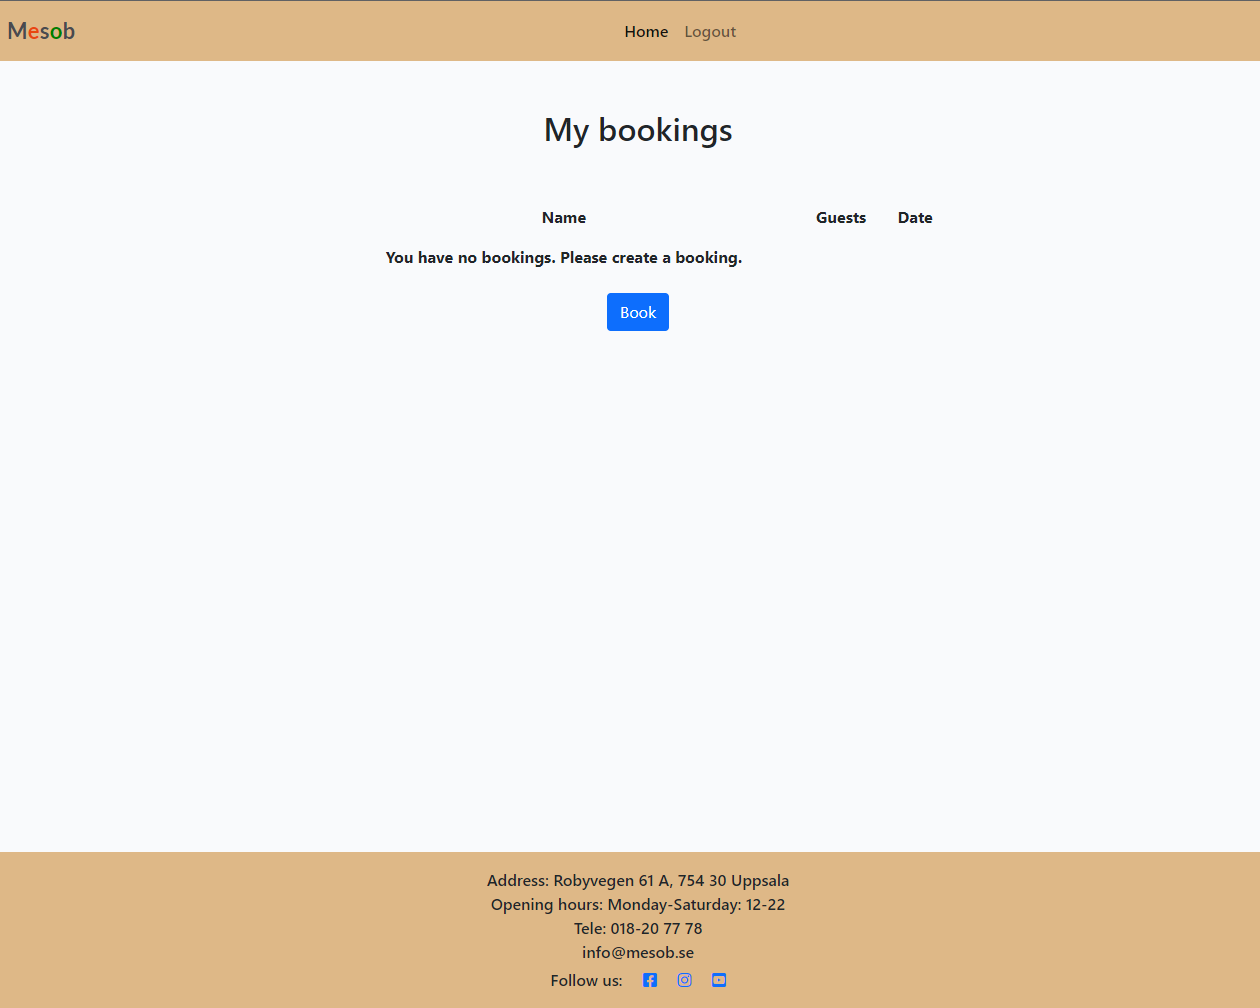 Mesob Home Logout
My bookings
Name Guests Date
You have no bookings. Please create a booking.
Book
Address: Robyvegen 61 A, 754 30 Uppsala
Opening hours: Monday-Saturday: 12-22
Tele: 018-20 77 78
info@mesob.se
Follow us: